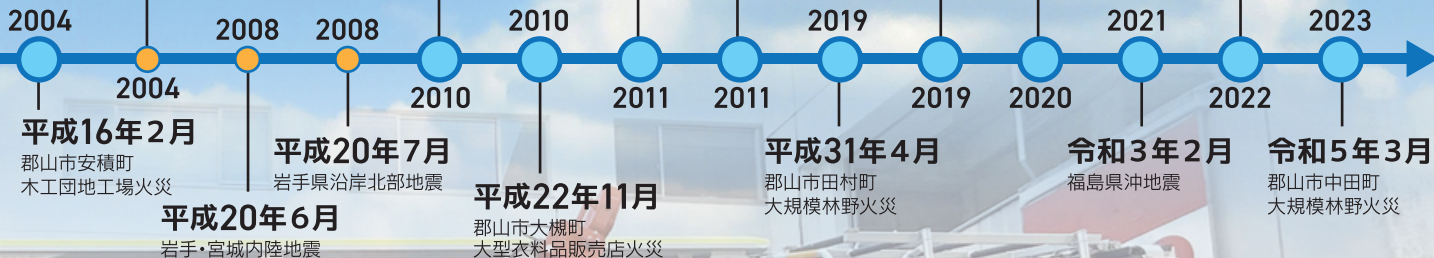 2004
2004
2008
2008
2010
2010
2011
2011
2019
2019
2020
2021
2022
2023
平成16年2月
郡山市安積町
木工団地工場火災
平成20年6月
岩手・宮城内陸地震
平成20年7月
岩手県沿岸北部地震
平成22年11月
郡山市大槻町
大型衣料品販売店火災
平成31年4月
郡山市田村町
大規模林野火災
令和3年2月
福島県沖地震
令和5年3月
郡山市中田町
大規模林野火災